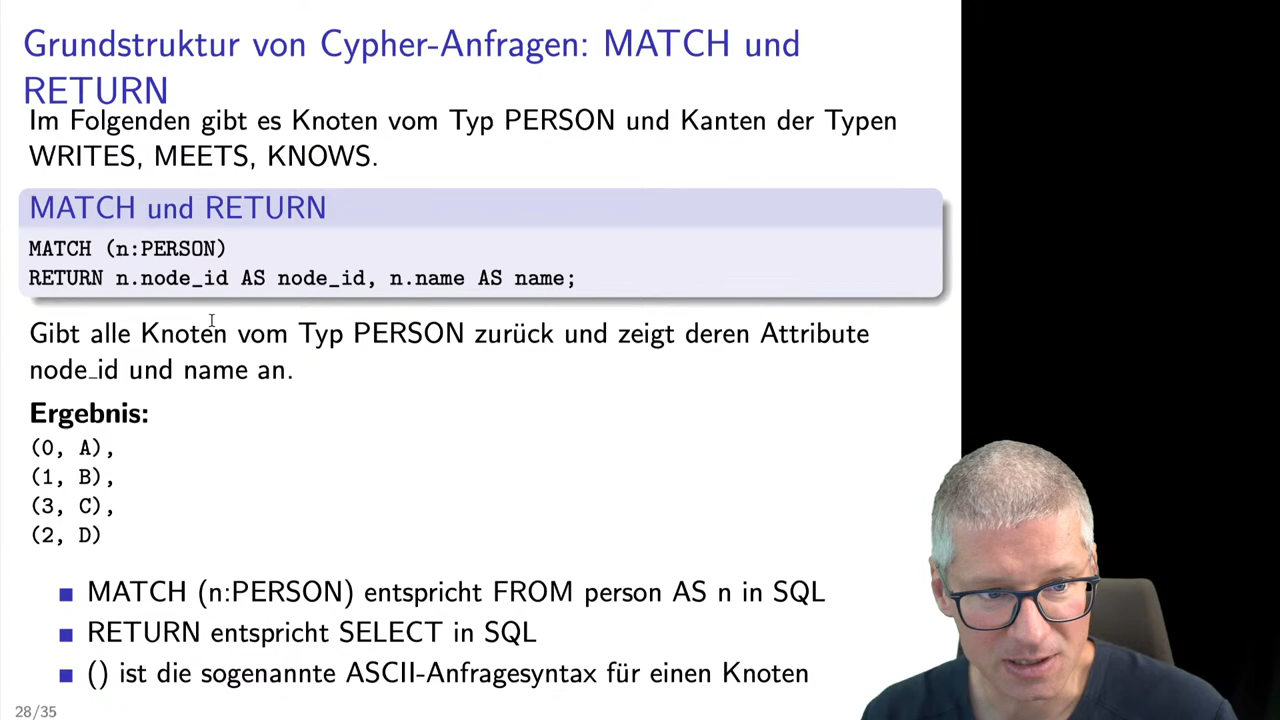 Grundstruktur von Cypher-Anfragen: MATCH und
RETURN
Im Folgenden gibt es Knoten vom Typ PERSON und Kanten der Typen
WRITES, MEETS, KNOWS.
MATCH und RETURN
MATCH (n:PERSON)
RETURN n.node_id AS node_id, n.name AS name;
Gibt alle Knoten vom Typ PERSON zurück und zeigt deren Attribute
node_id und name an.
Ergebnis:
(0, A),
(1, B),
(3, C),
(2, D)
MATCH (n:PERSON) entspricht FROM person AS n in SQL
RETURN entspricht SELECT in SQL
() ist die sogenannte ASCII-Anfragesyntax für einen Knoten
28/35